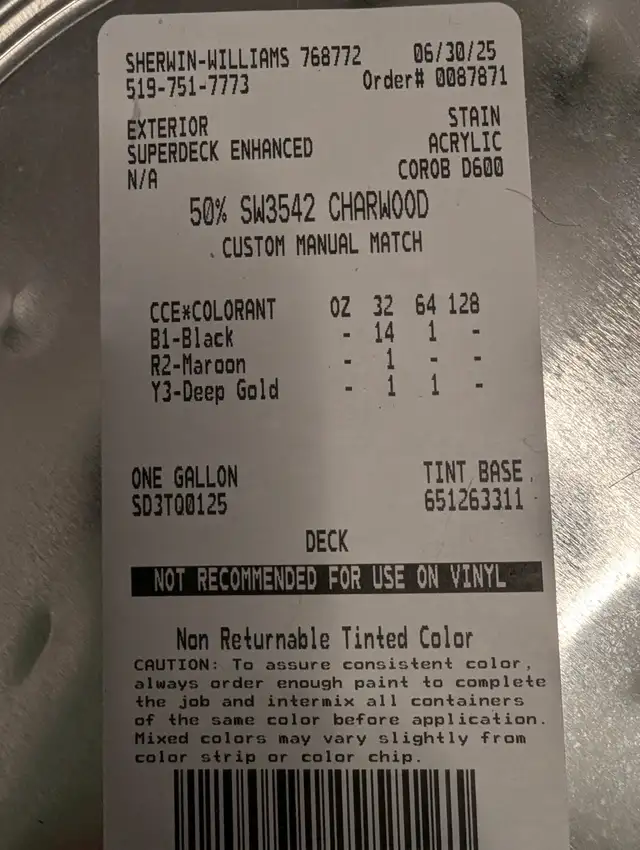 SHERWIN-WILLIAMS 768772 06/30/25
519-751-7773 Order# 0087871
EXTERIOR STAIN
SUPERDECK ENHANCED ACRYLIC
N/A COROB D600
50% SW3542 CHARWOOD
CUSTOM MANUAL MATCH
CCE*COLORANT OZ 32 64 128
B1-Black - 14 1 -
R2-Maroon - 1 - -
Y3-Deep Gold - 1 1 -
ONE GALLON TINT BASE
SD3T00125 651263311
DECK
NOT RECOMMENDED FOR USE ON VINYL
Non Returnable Tinted Color
CAUTION: To assure consistent color,
always order enough paint to complete
the job and intermix all containers
of the same color before application.
Mixed colors may vary slightly from
color strip or color chip.